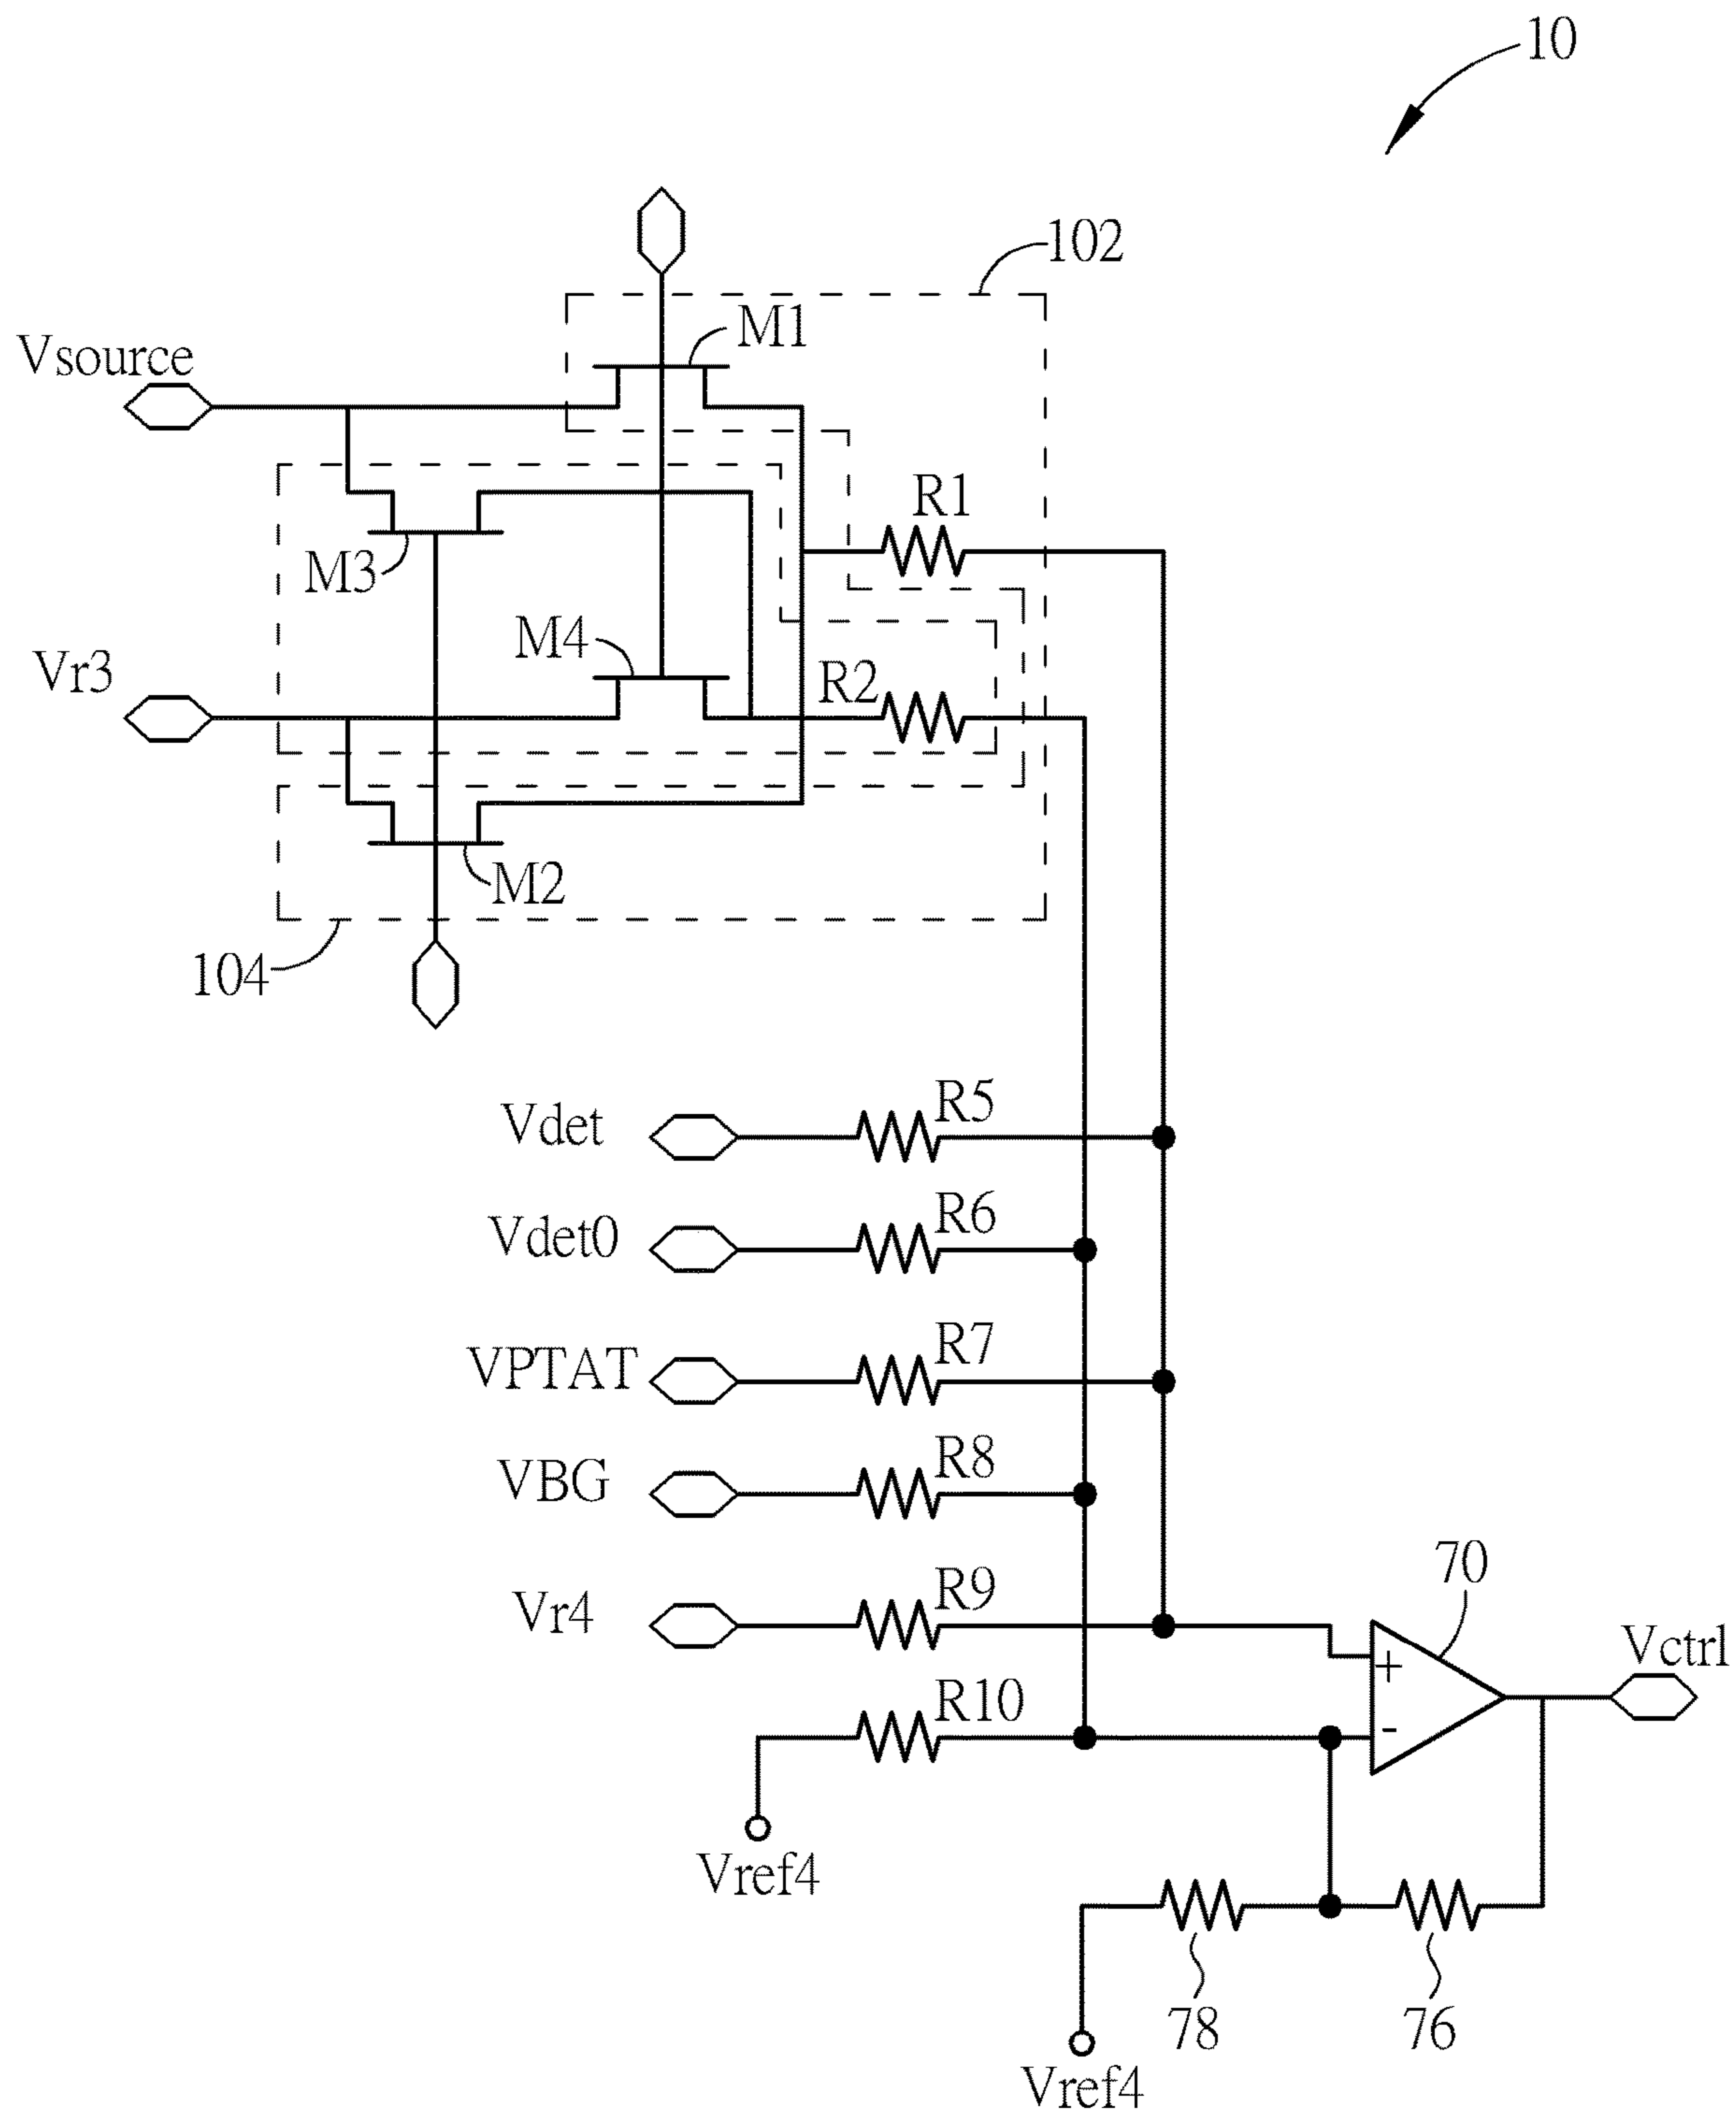 10
102
M1
Vsource
R1
M3
M4
Vr3
R2
M2
104
Vdet
R5
Vdet0
R6
VPTAT
R7
VBG
R8
Vr4
R9
70
+
Vctrl
R10
-
Vref4
78
76
Vref4